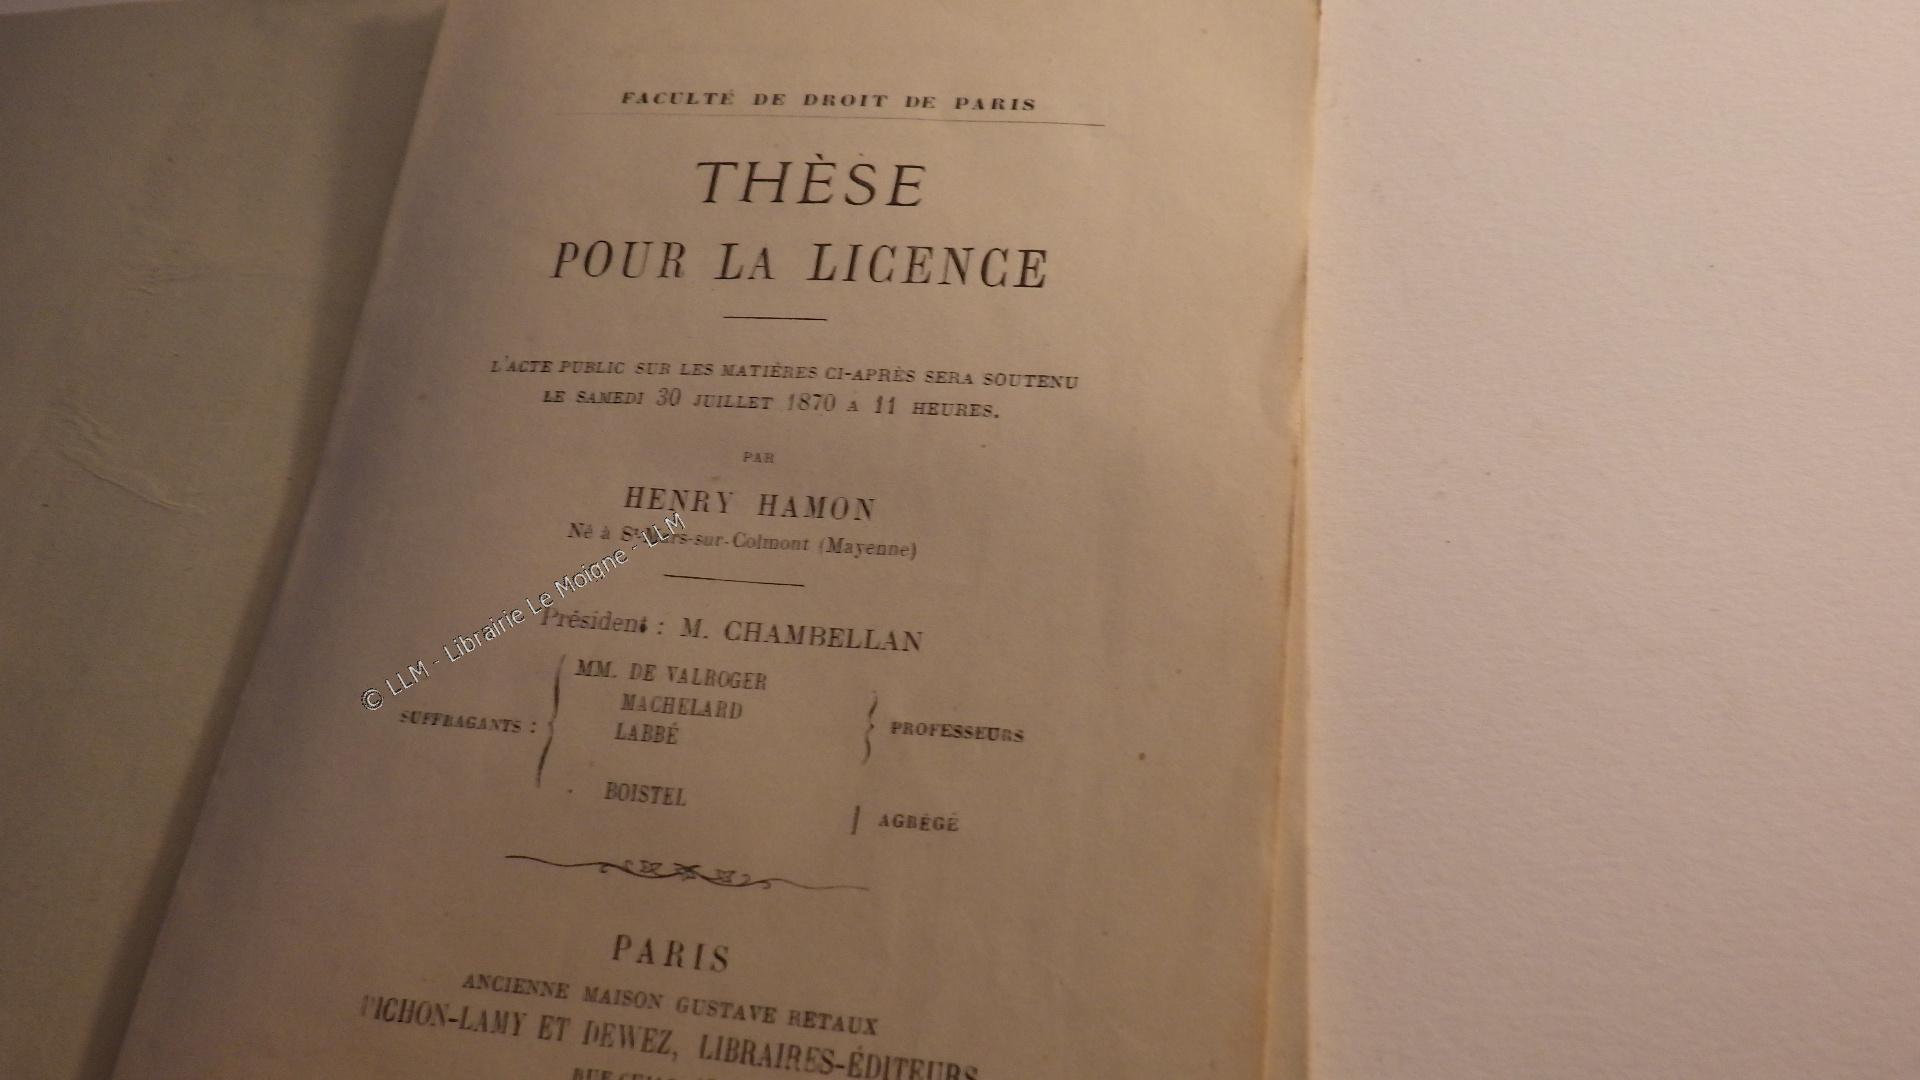 FACULTÉ DE DROIT DE PARIS
THÈSE
POUR LA LICENCE
L'ACTE PUBLIC SUR LES MATIÈRES CI-APRÈS SERA SOUTENU
LE SAMEDI 30 JUILLET 1870 A 11 HEURES.
PAR
HENRY HAMON
Né à St-Mars-sur-Colmont (Mayenne)
© LLM - Librairie Le Moigne - LLM
Président : M. CHAMBELLAN
SUFFRAGANTS :
MM. DE VALROGER
MACHELARD
LABBÉ
PROFESSEURS
BOISTEL
AGRÉGÉ
PARIS
ANCIENNE MAISON GUSTAVE RETAUX
PICHON-LAMY ET DEWEZ, LIBRAIRES-ÉDITEURS
RUE